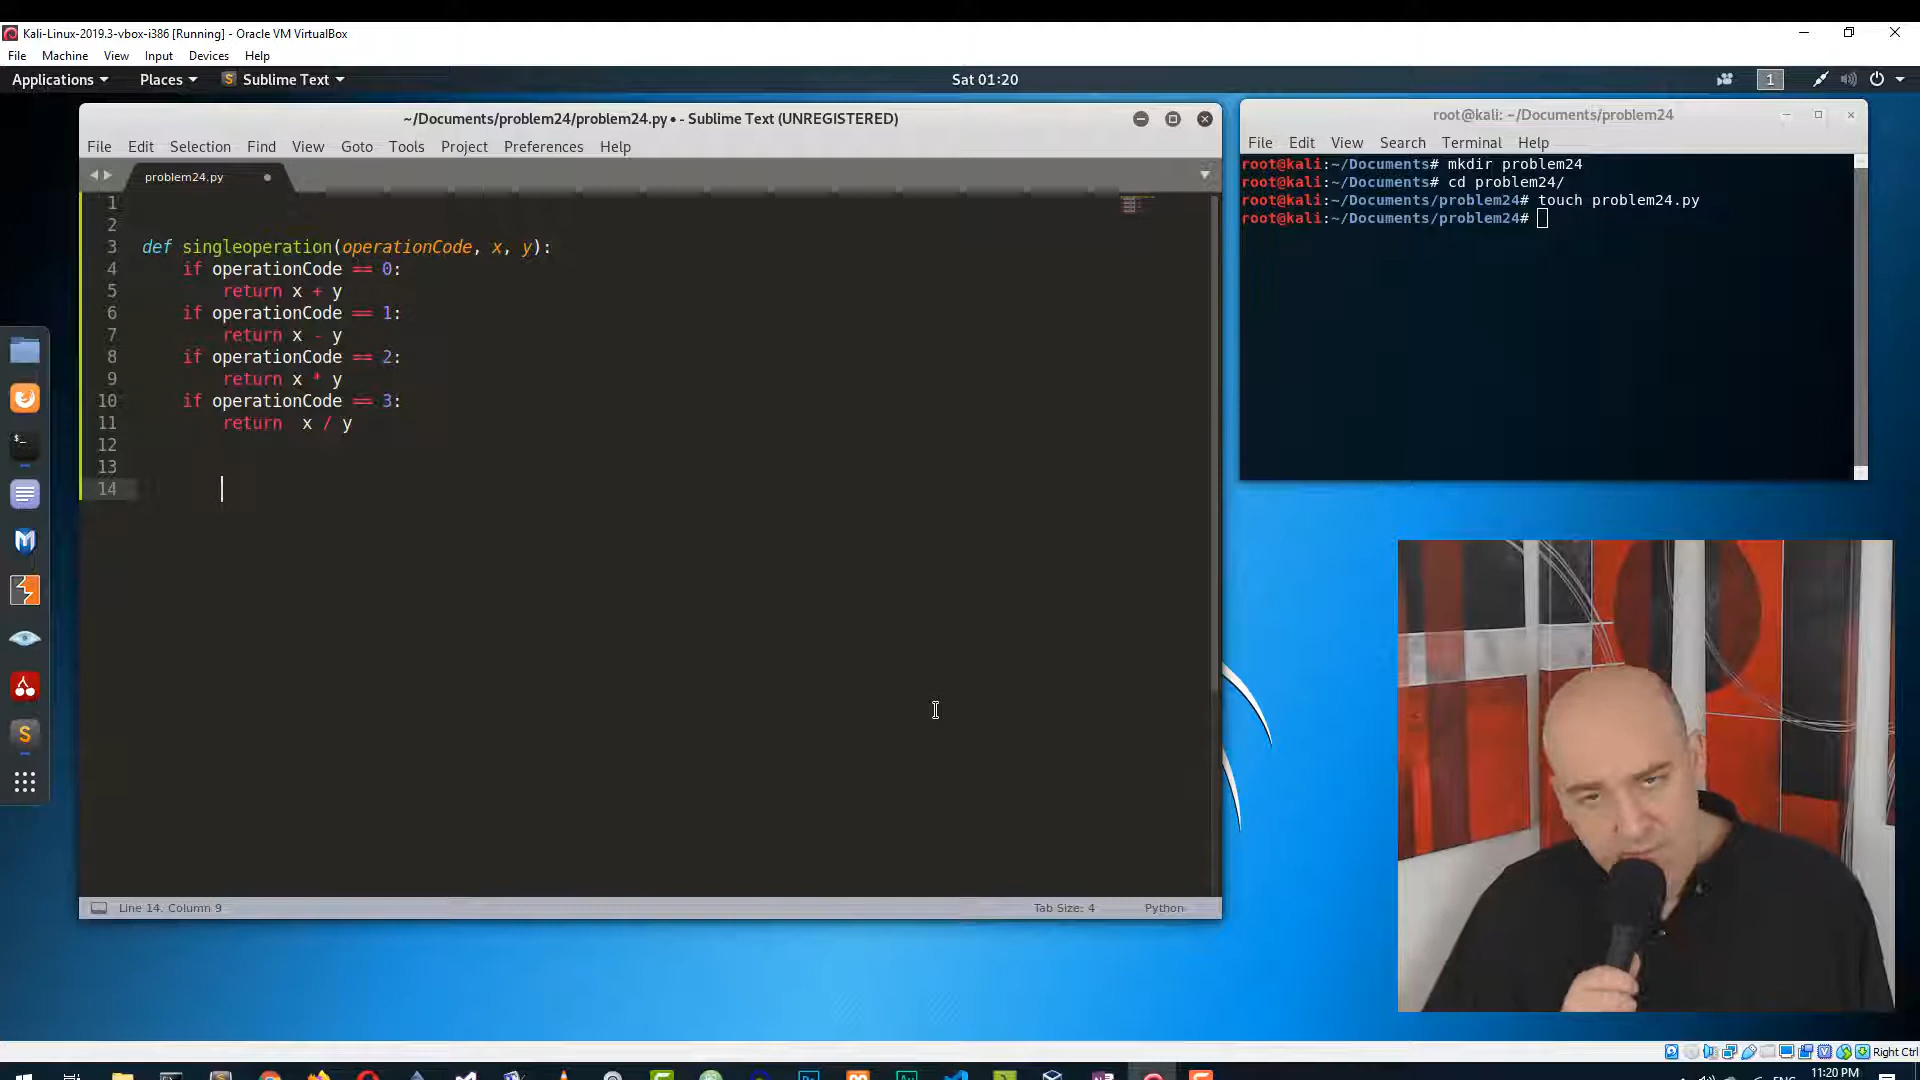 Kali-Linux-2019.3-vbox-i386 [Running] - Oracle VM VirtualBox
File Machine View Input Devices Help
Applications Places Sublime Text Sat 01:20 1
~/Documents/problem24/problem24.py • - Sublime Text (UNREGISTERED)
File Edit Selection Find View Goto Tools Project Preferences Help
problem24.py
1
2
3 def singleoperation(operationCode, x, y):
4 if operationCode == 0:
5 return x + y
6 if operationCode == 1:
7 return x - y
8 if operationCode == 2:
9 return x * y
10 if operationCode == 3:
11 return  x / y
12
13
14
Line 14, Column 9 Tab Size: 4 Python
root@kali: ~/Documents/problem24
File Edit View Search Terminal Help
root@kali:~/Documents# mkdir problem24
root@kali:~/Documents# cd problem24/
root@kali:~/Documents/problem24# touch problem24.py
root@kali:~/Documents/problem24#
Right Ctrl
11:20 PM